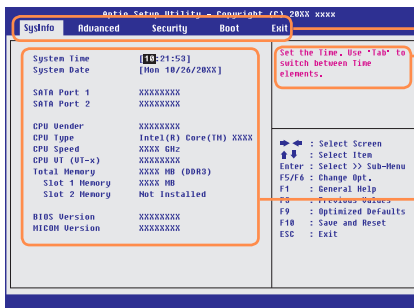 Aptio Setup Utility - Copyright (C) 20XX xxxx
SysInfo Advanced Security Boot Exit
System Time [10:21:53]
System Date [Mon 10/26/20XX]
SATA Port 1 XXXXXXXX
SATA Port 2 XXXXXXXX
CPU Vender XXXXXXXX
CPU Type Intel(R) Core(TM) XXXX
CPU Speed XXXX GHz
CPU VT (VT-x) XXXXXXXX
Total Memory XXXX MB (DDR3)
Slot 1 Memory XXXX MB
Slot 2 Memory Not Installed
BIOS Version XXXXXXXX
MICOM Version XXXXXXXX
Set the Time. Use 'Tab' to
switch between Time
elements.
: Select Screen
: Select Item
Enter : Select >> Sub-Menu
F5/F6 : Change Opt.
F1 : General Help
F8 : Previous Values
F9 : Optimized Defaults
F10 : Save and Reset
ESC : Exit